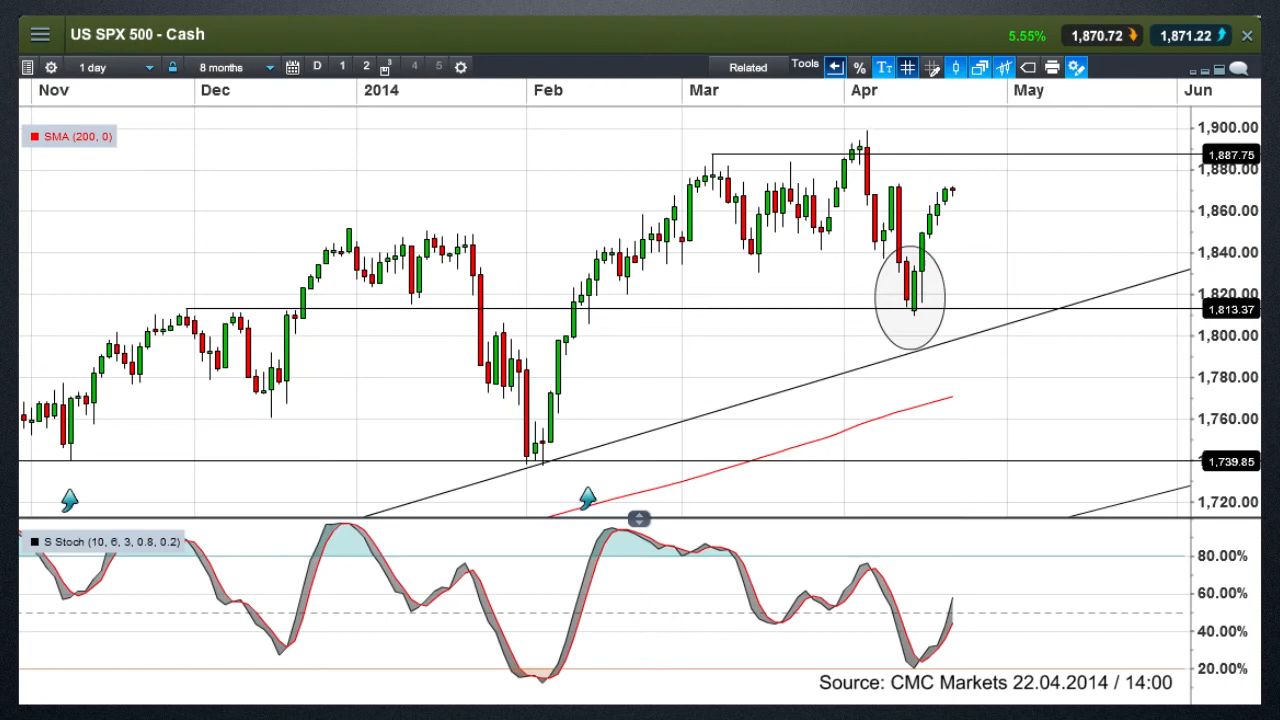 US SPX 500 - Cash 5.55% 1,870.72 1,871.22
1 day 8 months D 1 2 3 4 5 Related Tools % TT
Nov Dec 2014 Feb Mar Apr May Jun
SMA (200, 0)
1,900.00
1,887.75
1,880.00
1,860.00
1,840.00
1,820.00
1,813.37
1,800.00
1,780.00
1,760.00
1,739.85
1,720.00
S Stoch (10, 6, 3, 0.8, 0.2)
80.00%
60.00%
40.00%
20.00%
Source: CMC Markets 22.04.2014 / 14:00